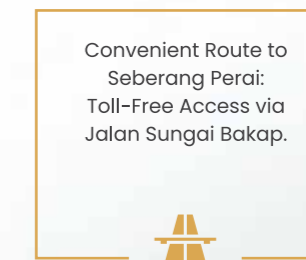 Convenient Route to
Seberang Perai:
Toll-Free Access via
Jalan Sungai Bakap.